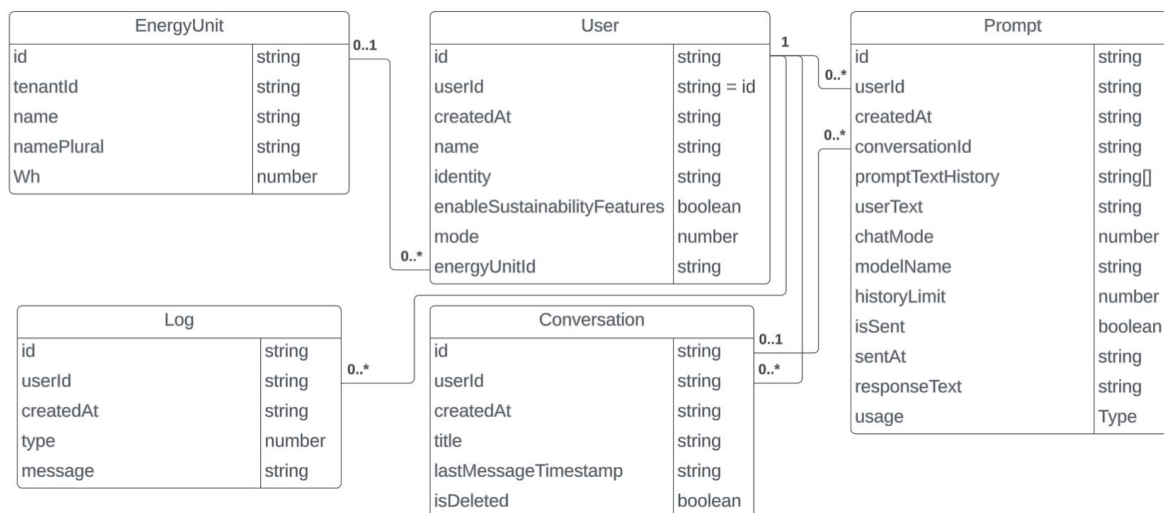 EnergyUnit
id string
tenantId string
name string
namePlural string
Wh number
0..1
0..*
User
id string
userId string = id
createdAt string
name string
identity string
enableSustainabilityFeatures boolean
mode number
energyUnitId string
1
0..*
0..*
Prompt
id string
userId string
createdAt string
conversationId string
promptTextHistory string[]
userText string
chatMode number
modelName string
historyLimit number
isSent boolean
sentAt string
responseText string
usage Type
Log
id string
userId string
createdAt string
type number
message string
0..*
Conversation
id string
userId string
createdAt string
title string
lastMessageTimestamp string
isDeleted boolean
0..1
0..*